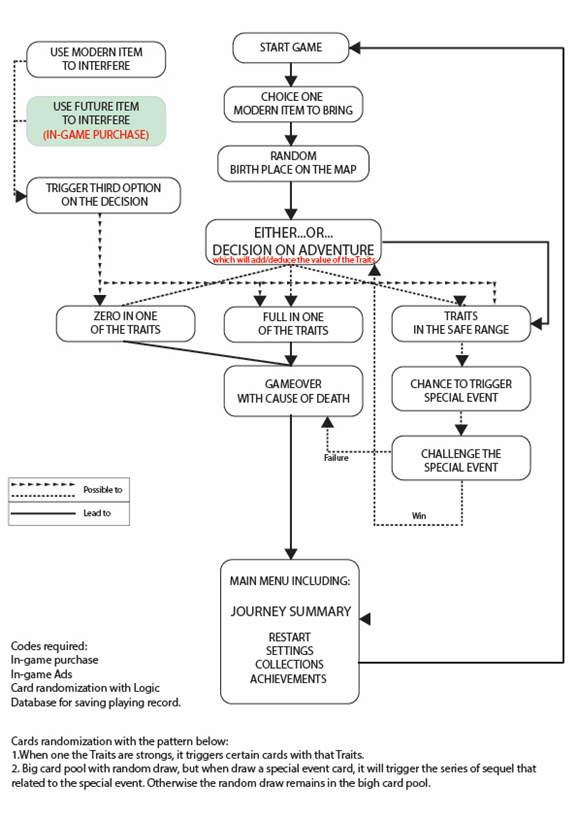 USE MODERN ITEM
TO INTERFERE
START GAME
USE FUTURE ITEM
TO INTERFERE
(IN-GAME PURCHASE)
CHOICE ONE
MODERN ITEM TO BRING
RANDOM
BIRTH PLACE ON THE MAP
TRIGGER THIRD OPTION
ON THE DECISION
EITHER...OR...
DECISION ON ADVENTURE
which will add/deduce the value of the Traits
ZERO IN ONE
OF THE TRAITS
FULL IN ONE
OF THE TRAITS
TRAITS
IN THE SAFE RANGE
GAMEOVER
WITH CAUSE OF DEATH
CHANCE TO TRIGGER
SPECIAL EVENT
CHALLENGE THE
SPECIAL EVENT
Failure
Win
Possible to
Lead to
MAIN MENU INCLUDING:
JOURNEY SUMMARY
RESTART
SETTINGS
COLLECTIONS
ACHIEVEMENTS
Codes required:
In-game purchase
In-game Ads
Card randomization with Logic
Database for saving playing record.
Cards randomization with the pattern below:
1.When one the Traits are strongs, it triggers certain cards with that Traits.
2. Big card pool with random draw, but when draw a special event card, it will trigger the series of sequel that
related to the special event. Otherwise the random draw remains in the bigh card pool.